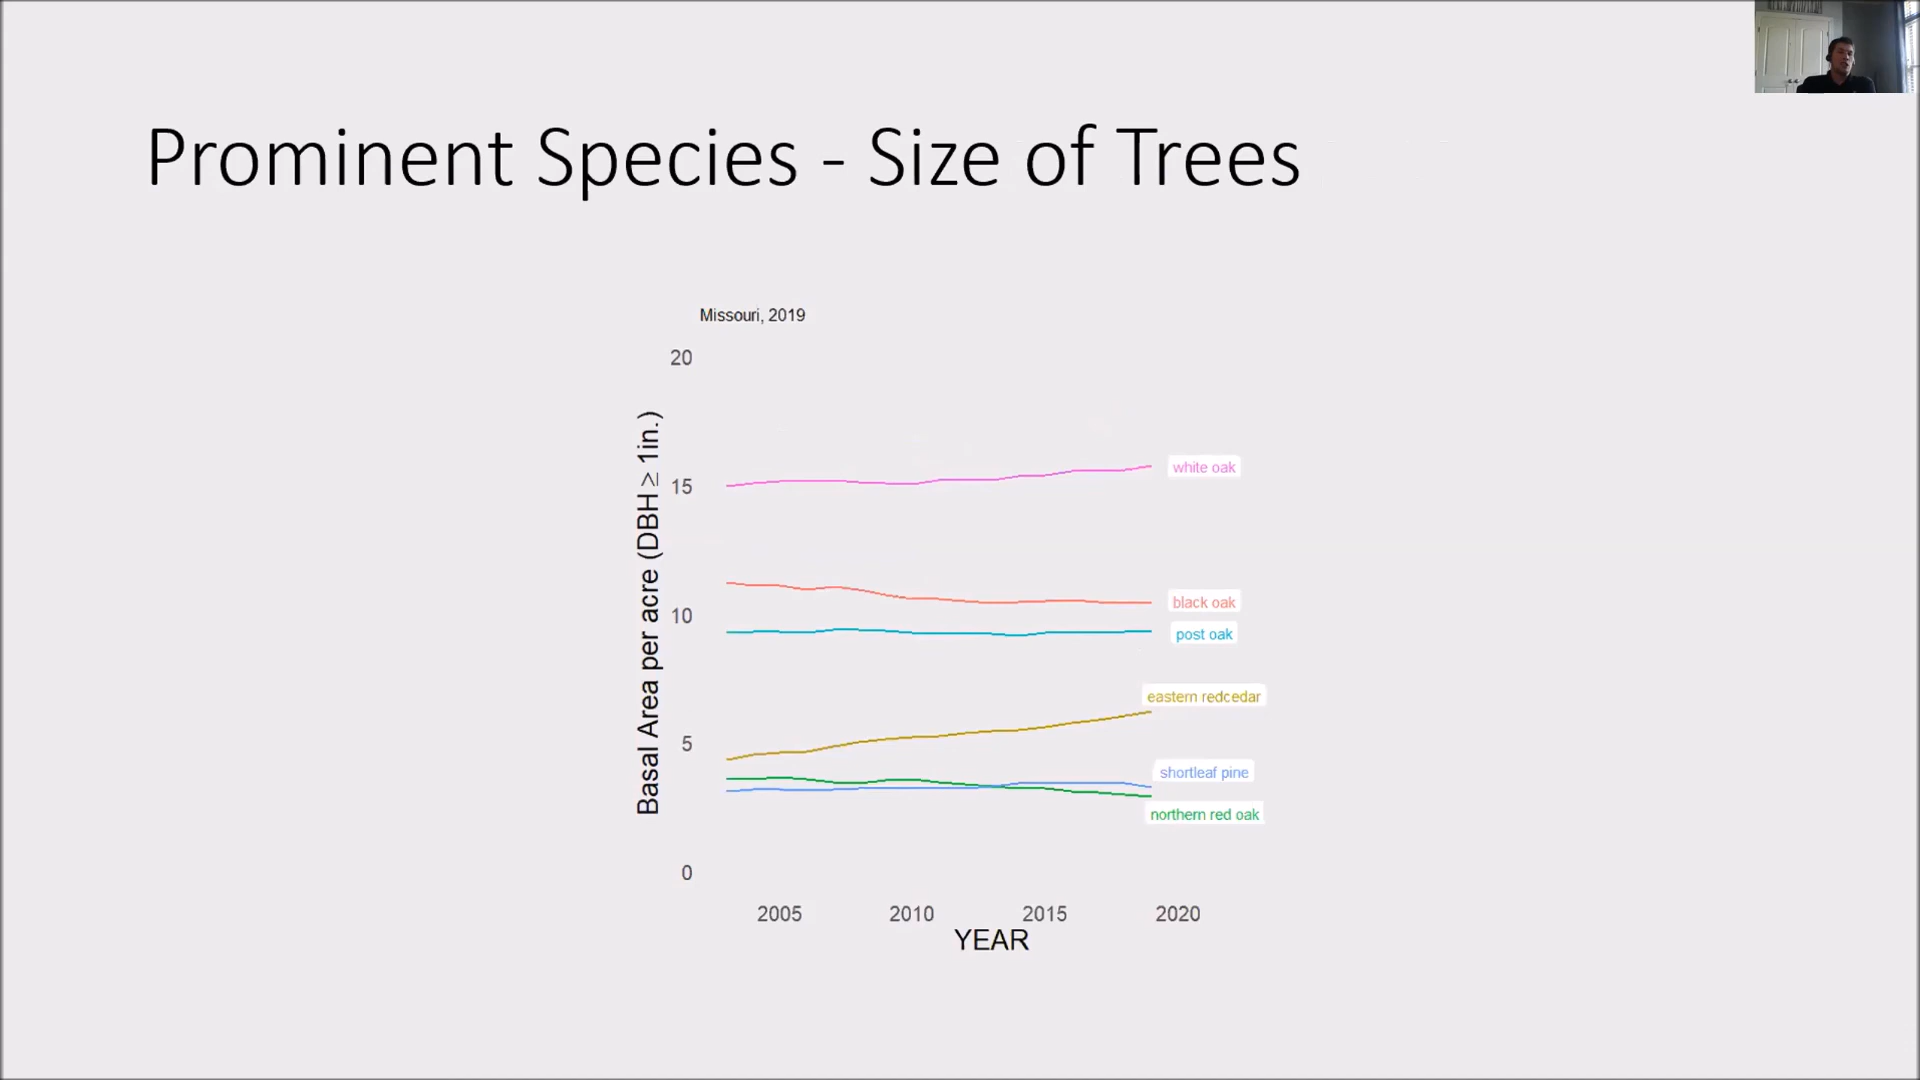 Prominent Species - Size of Trees
Missouri, 2019
20
15
10
5
0
Basal Area per acre (DBH ≥ 1in.)
white oak
black oak
post oak
eastern redcedar
shortleaf pine
northern red oak
2005 2010 2015 2020
YEAR